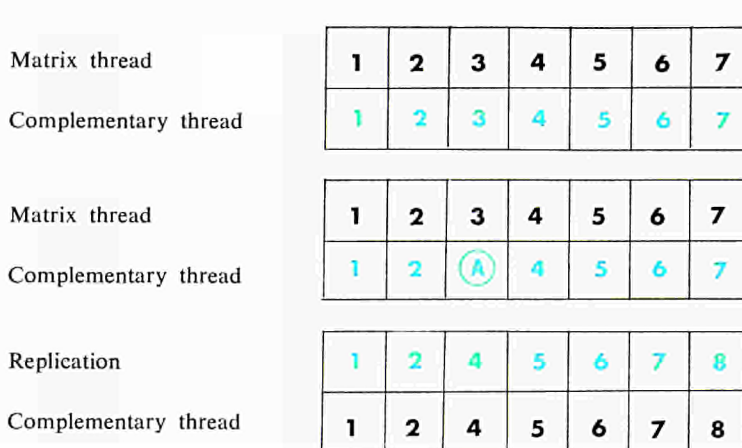 Matrix thread 1 2 3 4 5 6 7
Complementary thread 1 2 3 4 5 6 7
Matrix thread 1 2 3 4 5 6 7
Complementary thread 1 2 A 4 5 6 7
Replication 1 2 4 5 6 7 8
Complementary thread 1 2 4 5 6 7 8